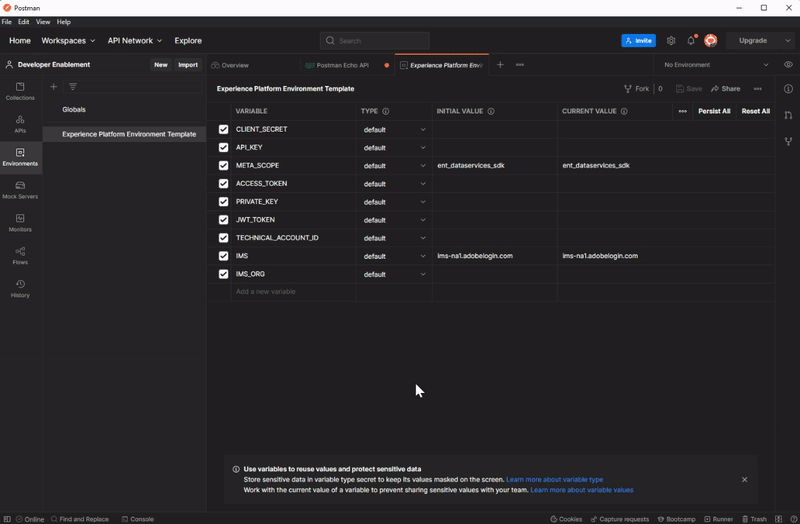 Postman
File Edit View Help
Home Workspaces API Network Explore
Search
Invite
Upgrade
Developer Enablement
New Import
Overview
Postman Echo API
Experience Platform Env
No Environment
Collections
APIs
Environments
Mock Servers
Monitors
Flows
History
Globals
Experience Platform Environment Template
Experience Platform Environment Template
Fork 0 Save Share
VARIABLE TYPE INITIAL VALUE CURRENT VALUE Persist All Reset All
CLIENT_SECRET default
API_KEY default
META_SCOPE default ent_dataservices_sdk ent_dataservices_sdk
ACCESS_TOKEN default
PRIVATE_KEY default
JWT_TOKEN default
TECHNICAL_ACCOUNT_ID default
IMS default ims-na1.adobelogin.com ims-na1.adobelogin.com
IMS_ORG default
Add a new variable
Use variables to reuse values and protect sensitive data
Store sensitive data in variable type secret to keep its values masked on the screen. Learn more about variable type
Work with the current value of a variable to prevent sharing sensitive values with your team. Learn more about variable values
Online Find and Replace Console Cookies Capture requests Bootcamp Runner Trash